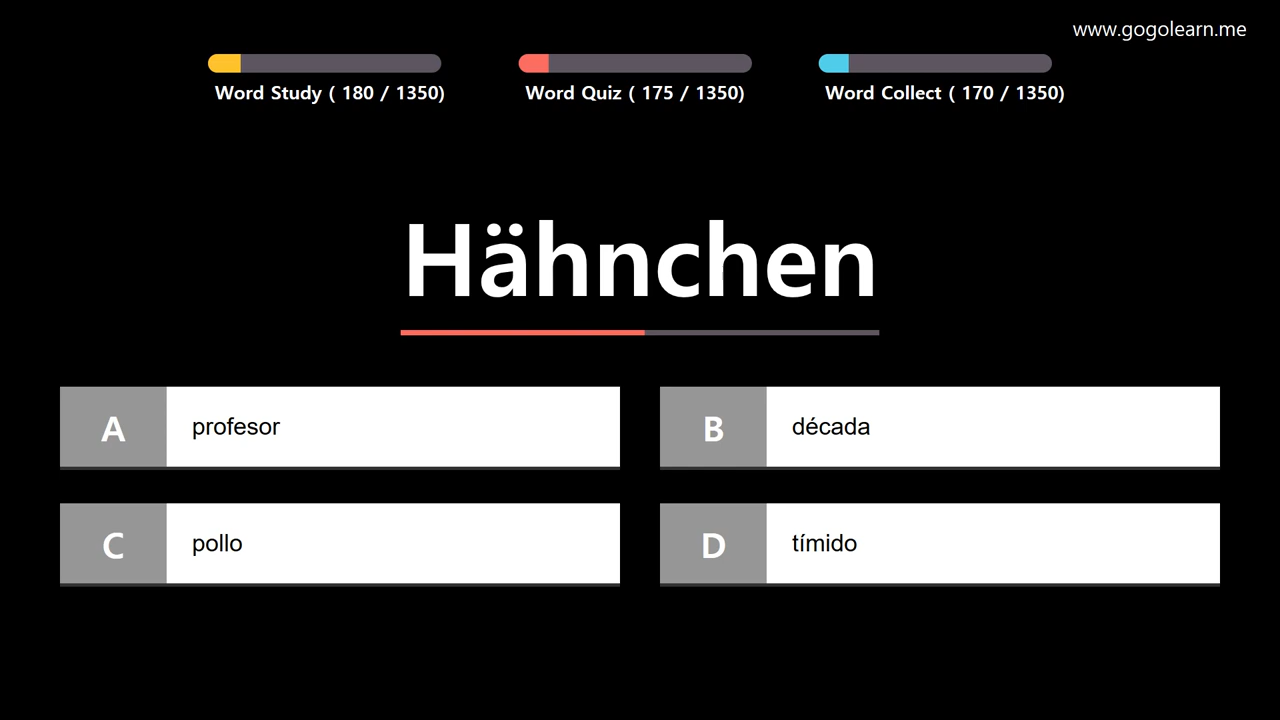 www.gogolearn.me
Word Study ( 180 / 1350)
Word Quiz ( 175 / 1350)
Word Collect ( 170 / 1350)
Hähnchen
A profesor
B década
C pollo
D tímido